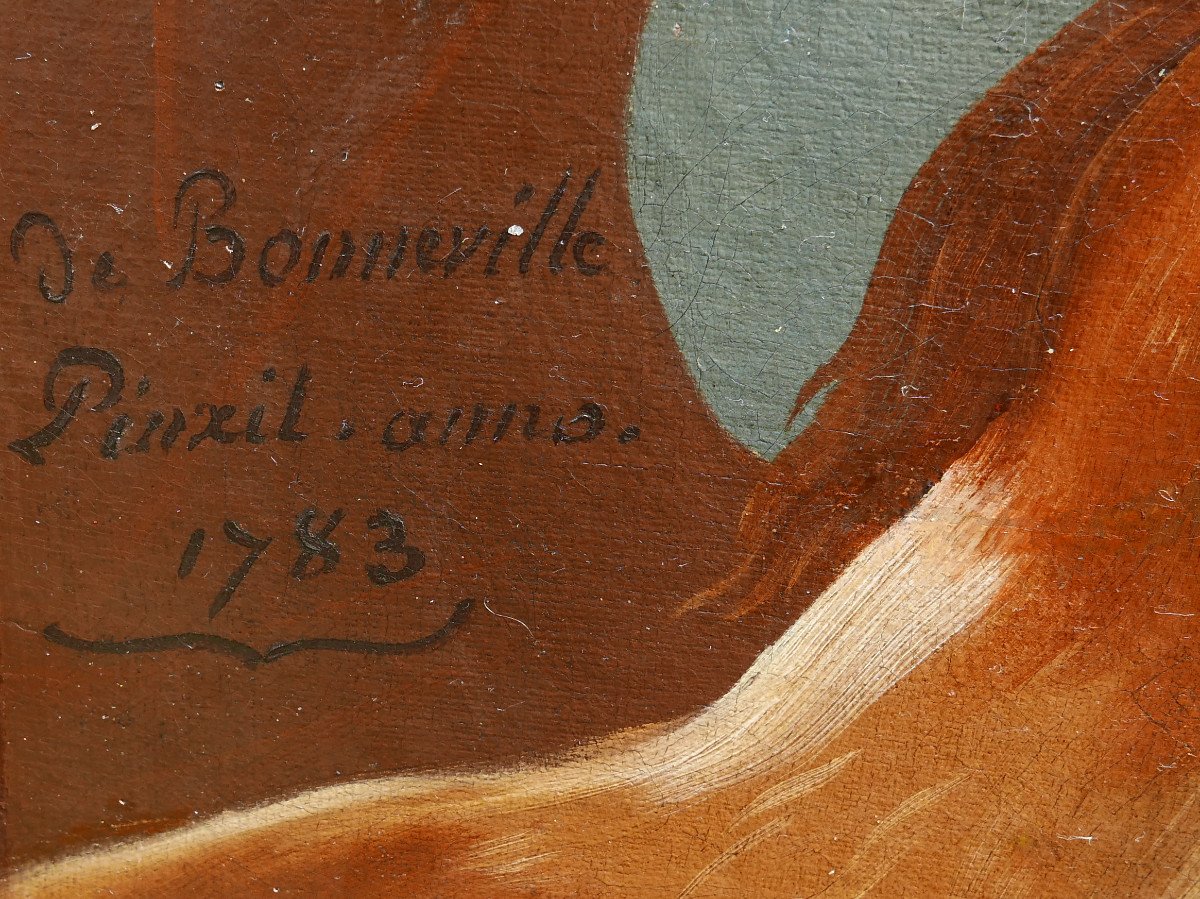 De Bonneville
Pinxit. anno.
1783